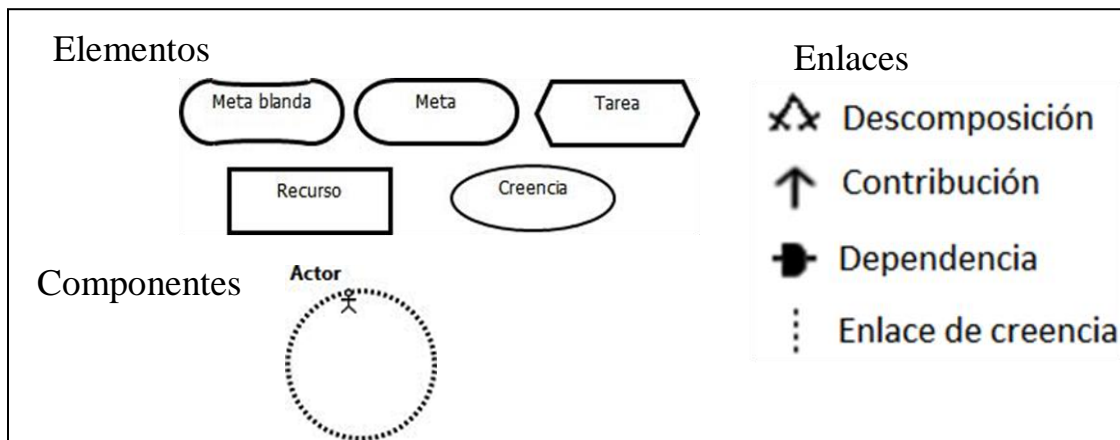 Elementos
Meta blanda
Meta
Tarea
Recurso
Creencia
Componentes
Actor
Enlaces
Descomposición
Contribución
Dependencia
Enlace de creencia